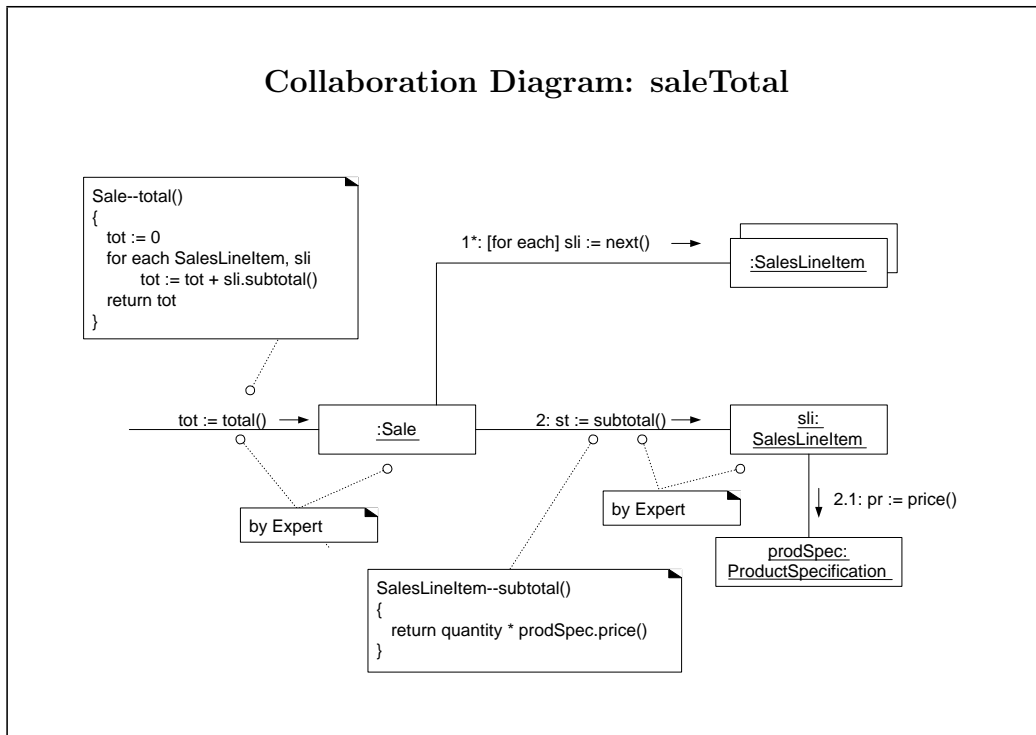 Collaboration Diagram: saleTotal
Sale--total()
{
tot := 0
for each SalesLineItem, sli
tot := tot + sli.subtotal()
return tot
}
1*: [for each] sli := next()
:SalesLineItem
tot := total()
:Sale
2: st := subtotal()
sli:
SalesLineItem
by Expert
by Expert
2.1: pr := price()
prodSpec:
ProductSpecification
SalesLineItem--subtotal()
{
return quantity * prodSpec.price()
}